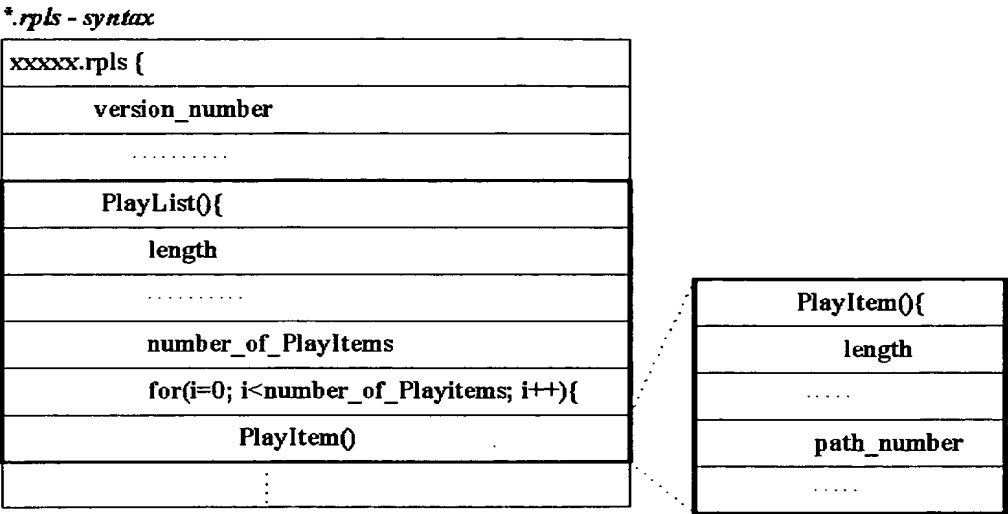 *.rpls - syntax
xxxxx.rpls {
version_number
. . . . . . . . . .
PlayList(){
length
. . . . . . . . . .
number_of_PlayItems
for(i=0; i<number_of_Playitems; i++){
PlayItem()
PlayItem(){
length
. . . . .
path_number
. . . . .